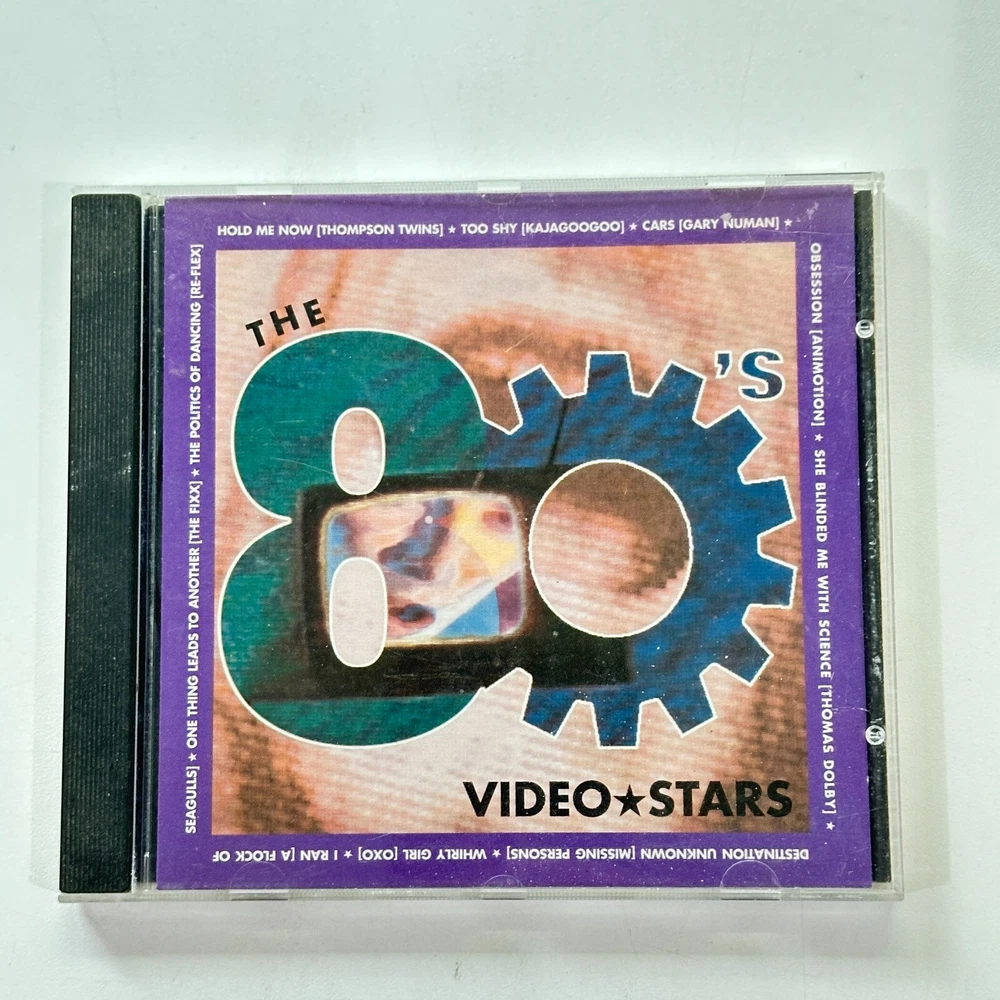 HOLD ME NOW [THOMPSON TWINS] ★ TOO SHY [KAJAGOOGOO] ★ CARS [GARY NUMAN] ★
OBSESSION [ANIMOTION] ★ SHE BLINDED ME WITH SCIENCE [THOMAS DOLBY] ★
DESTINATION UNKNOWN [MISSING PERSONS] ★ WHIRLY GIRL [OXO] ★ I RAN [A FLOCK OF
SEAGULLS] ★ ONE THING LEADS TO ANOTHER [THE FIXX] ★ THE POLITICS OF DANCING [RE-FLEX]
THE
80'S
VIDEO★STARS